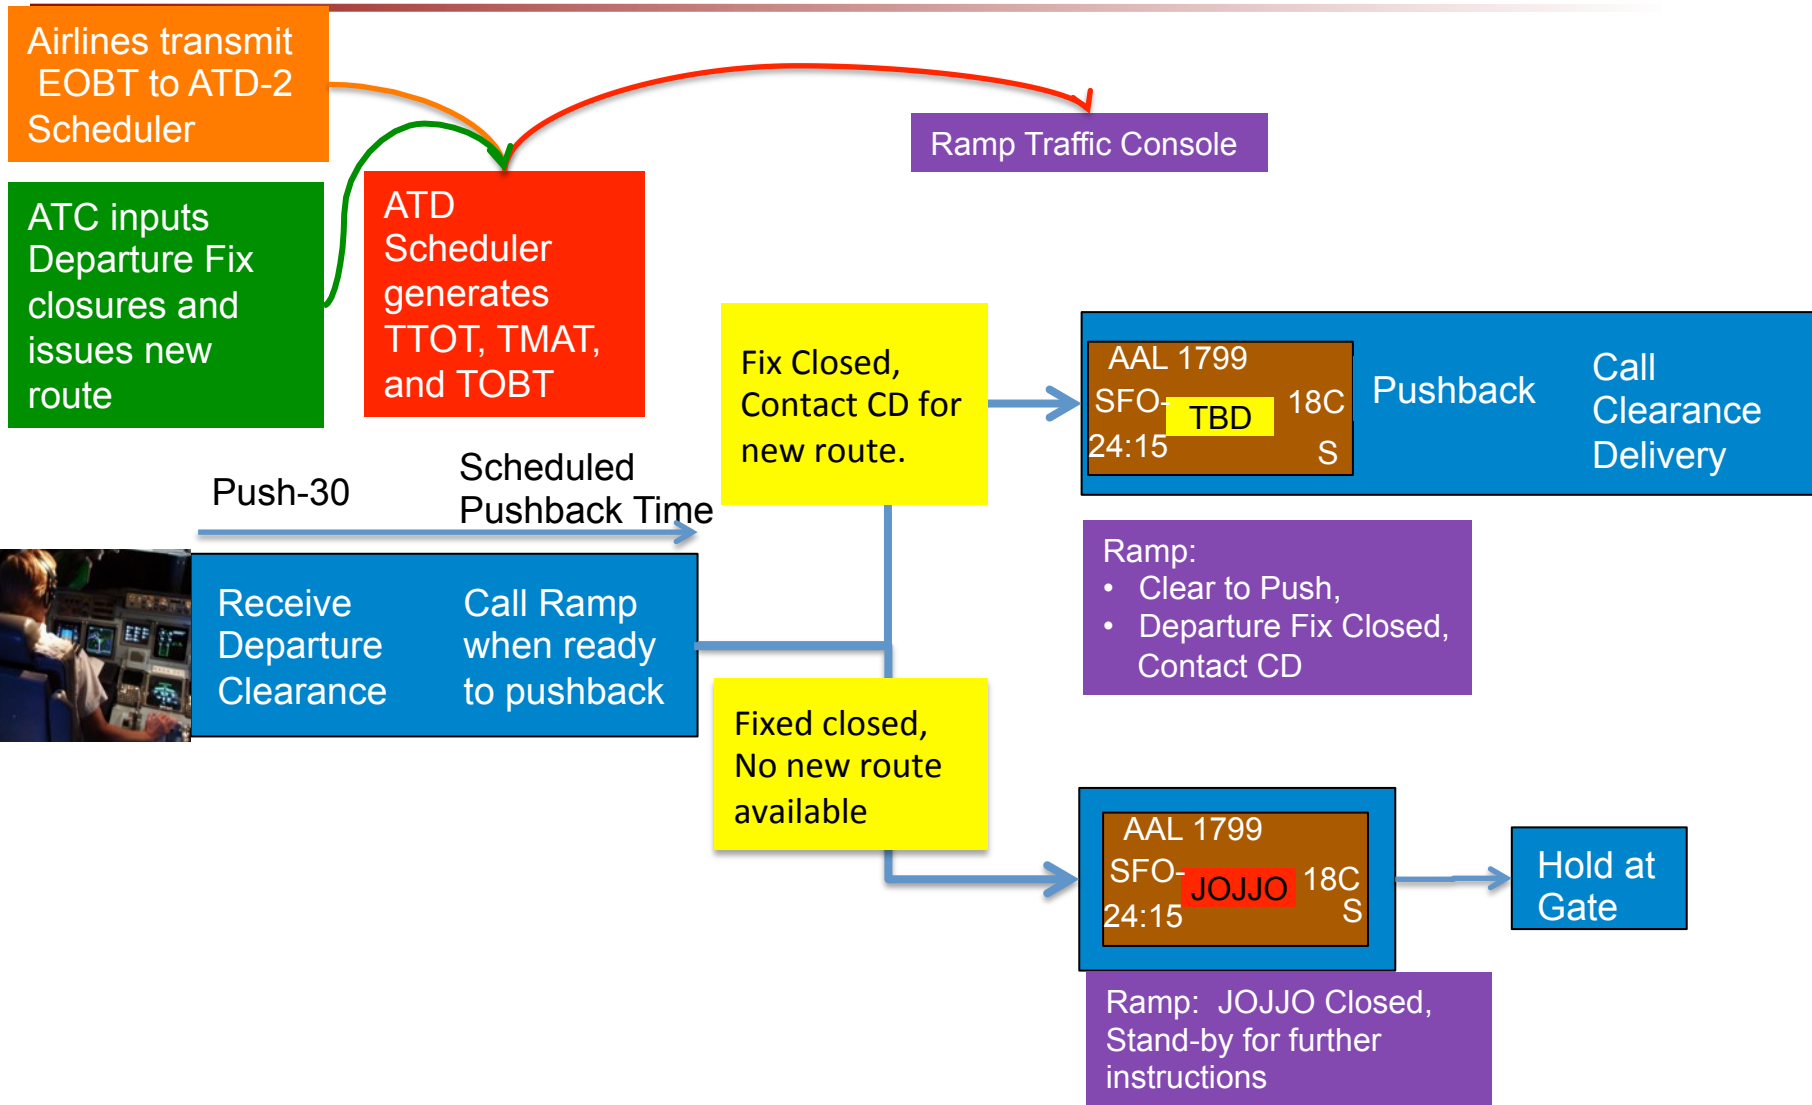 Airlines transmit
EOBT to ATD-2
Scheduler
Ramp Traffic Console
ATC inputs
Departure Fix
closures and
issues new
route
ATD
Scheduler
generates
TTOT, TMAT,
and TOBT
Fix Closed,
Contact CD for
new route.
AAL 1799
SFO- TBD 18C
24:15 S
Pushback
Call
Clearance
Delivery
Push-30
Scheduled
Pushback Time
Receive
Departure
Clearance
Call Ramp
when ready
to pushback
Ramp:
• Clear to Push,
• Departure Fix Closed,
Contact CD
Fixed closed,
No new route
available
AAL 1799
SFO- JOJJO 18C
24:15 S
Hold at
Gate
Ramp: JOJJO Closed,
Stand-by for further
instructions